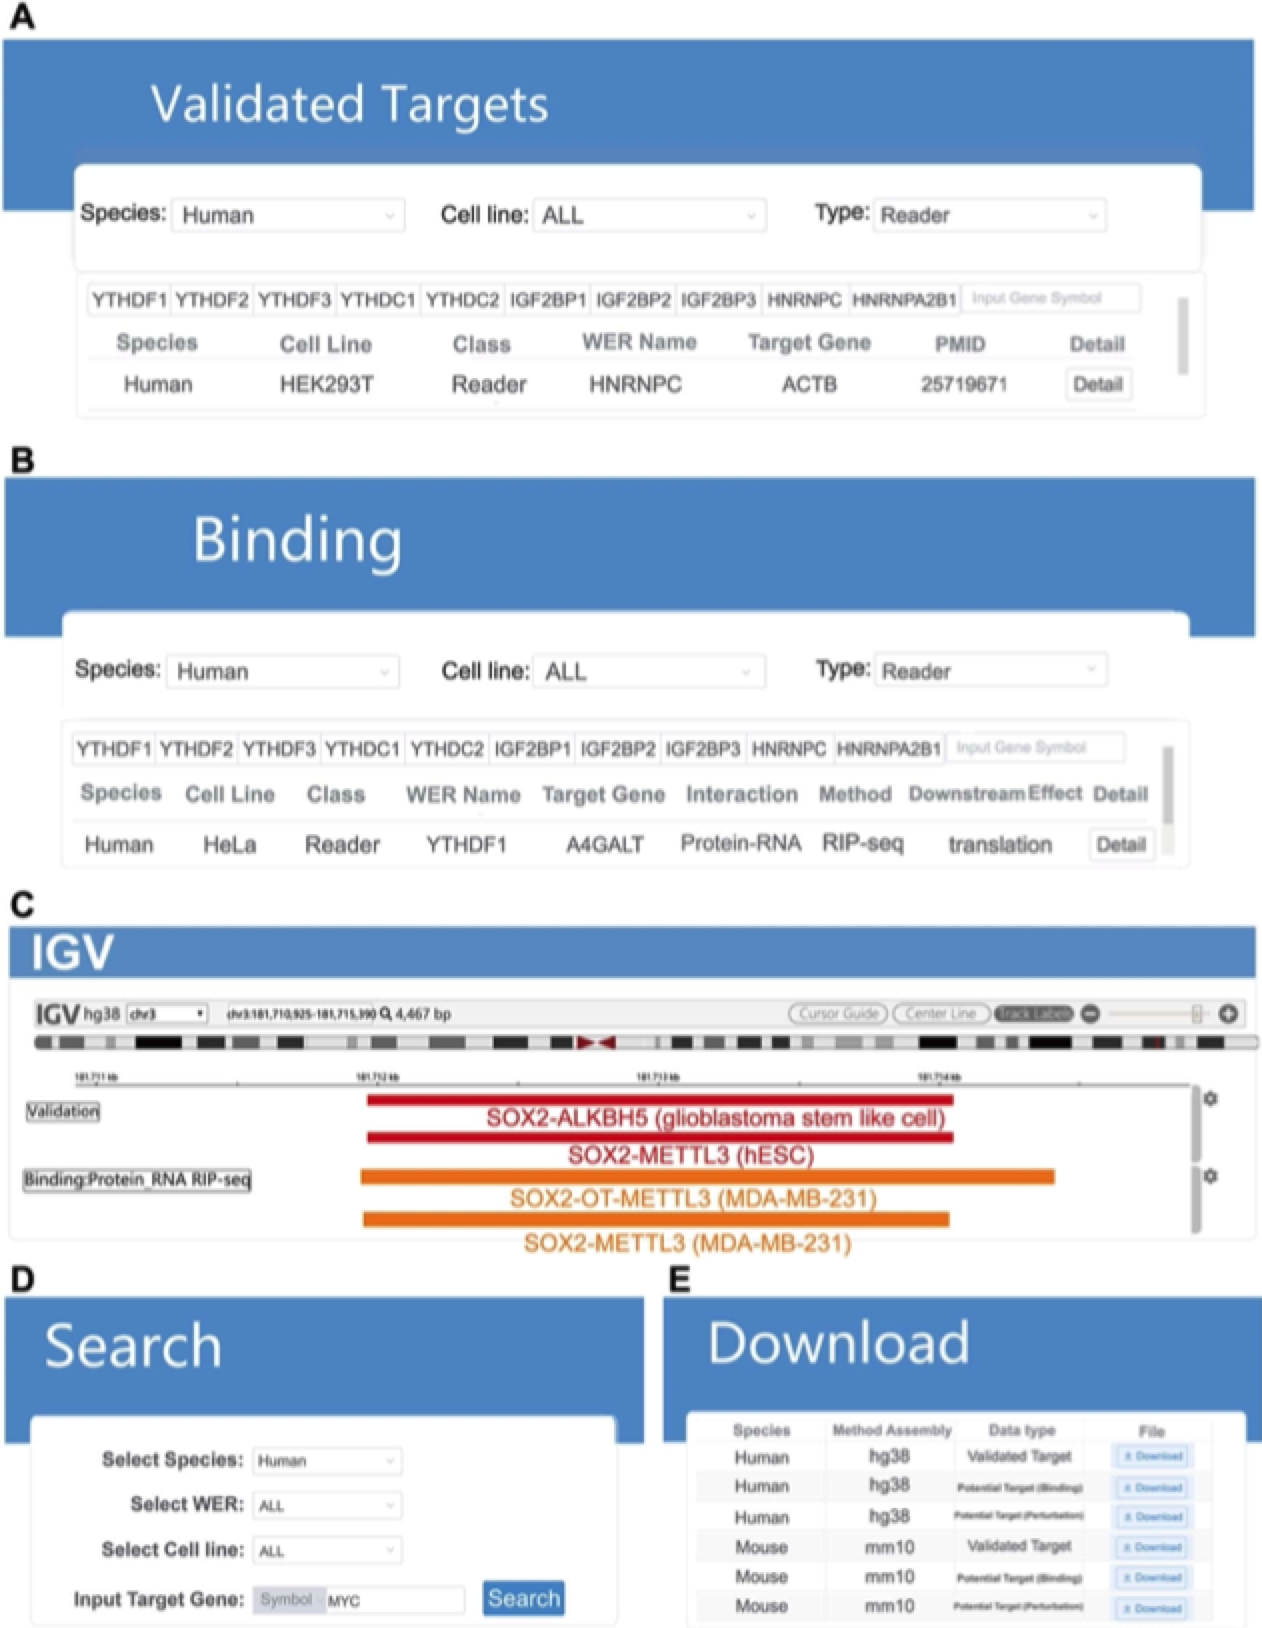 A
Validated Targets
Species: Human Cell line: ALL Type: Reader
YTHDF1 YTHDF2 YTHDF3 YTHDC1 YTHDC2 IGF2BP1 IGF2BP2 IGF2BP3 HNRNPC HNRNPA2B1 Input Gene Symbol
Species Cell Line Class WER Name Target Gene PMID Detail
Human HEK293T Reader HNRNPC ACTB 25719671 Detail
B
Binding
Species: Human Cell line: ALL Type: Reader
YTHDF1 YTHDF2 YTHDF3 YTHDC1 YTHDC2 IGF2BP1 IGF2BP2 IGF2BP3 HNRNPC HNRNPA2B1 Input Gene Symbol
Species Cell Line Class WER Name Target Gene Interaction Method Downstream Effect Detail
Human HeLa Reader YTHDF1 A4GALT Protein-RNA RIP-seq translation Detail
C
IGV
IGV hg38 chr3 chr3:181,710,925-181,715,390 4,467 bp Cursor Guide Center Line Track Labels
181,711 kb 181,712 kb 181,713 kb 181,714 kb
Validation
SOX2-ALKBH5 (glioblastoma stem like cell)
SOX2-METTL3 (hESC)
Binding:Protein_RNA RIP-seq
SOX2-OT-METTL3 (MDA-MB-231)
SOX2-METTL3 (MDA-MB-231)
D
Search
Select Species: Human
Select WER: ALL
Select Cell line: ALL
Input Target Gene: Symbol MYC Search
E
Download
Species Method Assembly Data type File
Human hg38 Validated Target Download
Human hg38 Potential Target (Binding) Download
Human hg38 Potential Target (Perturbation) Download
Mouse mm10 Validated Target Download
Mouse mm10 Potential Target (Binding) Download
Mouse mm10 Potential Target (Perturbation) Download